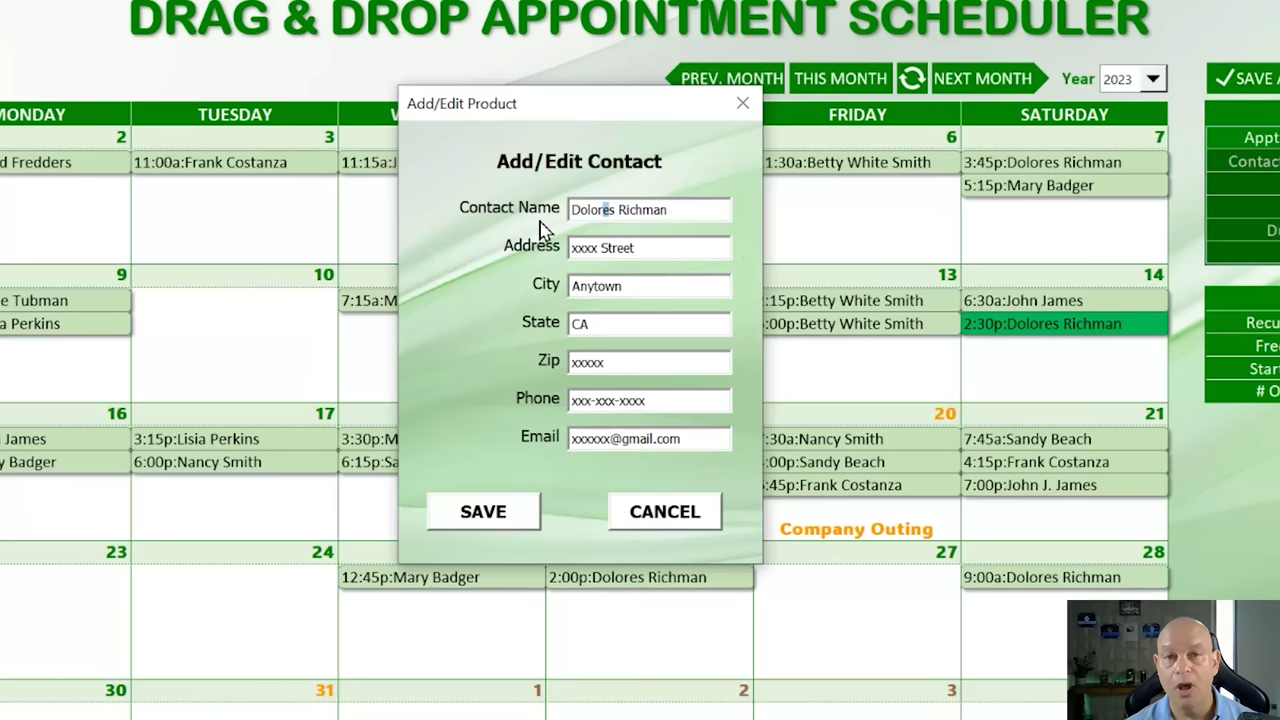 DRAG & DROP APPOINTMENT SCHEDULER
PREV. MONTH THIS MONTH NEXT MONTH Year 2023 SAVE
MONDAY TUESDAY W FRIDAY SATURDAY
2 3 6 7
d Fredders 11:00a:Frank Costanza 11:15a:J 1:30a:Betty White Smith 3:45p:Dolores Richman
5:15p:Mary Badger
Appt
Contac
D
9 10 13 14
e Tubman 7:15a:M :15p:Betty White Smith 6:30a:John James
a Perkins :00p:Betty White Smith 2:30p:Dolores Richman
Recu
Fre
Star
# O
16 17 20 21
James 3:15p:Lisia Perkins 3:30p:M :30a:Nancy Smith 7:45a:Sandy Beach
y Badger 6:00p:Nancy Smith 6:15p:Sa :00p:Sandy Beach 4:15p:Frank Costanza
:45p:Frank Costanza 7:00p:John J. James
Company Outing
23 24 27 28
12:45p:Mary Badger 2:00p:Dolores Richman 9:00a:Dolores Richman
30 31 1 2 3
Add/Edit Product
Add/Edit Contact
Contact Name Dolores Richman
Address xxxx Street
City Anytown
State CA
Zip xxxxx
Phone xxx-xxx-xxxx
Email xxxxxx@gmail.com
SAVE CANCEL